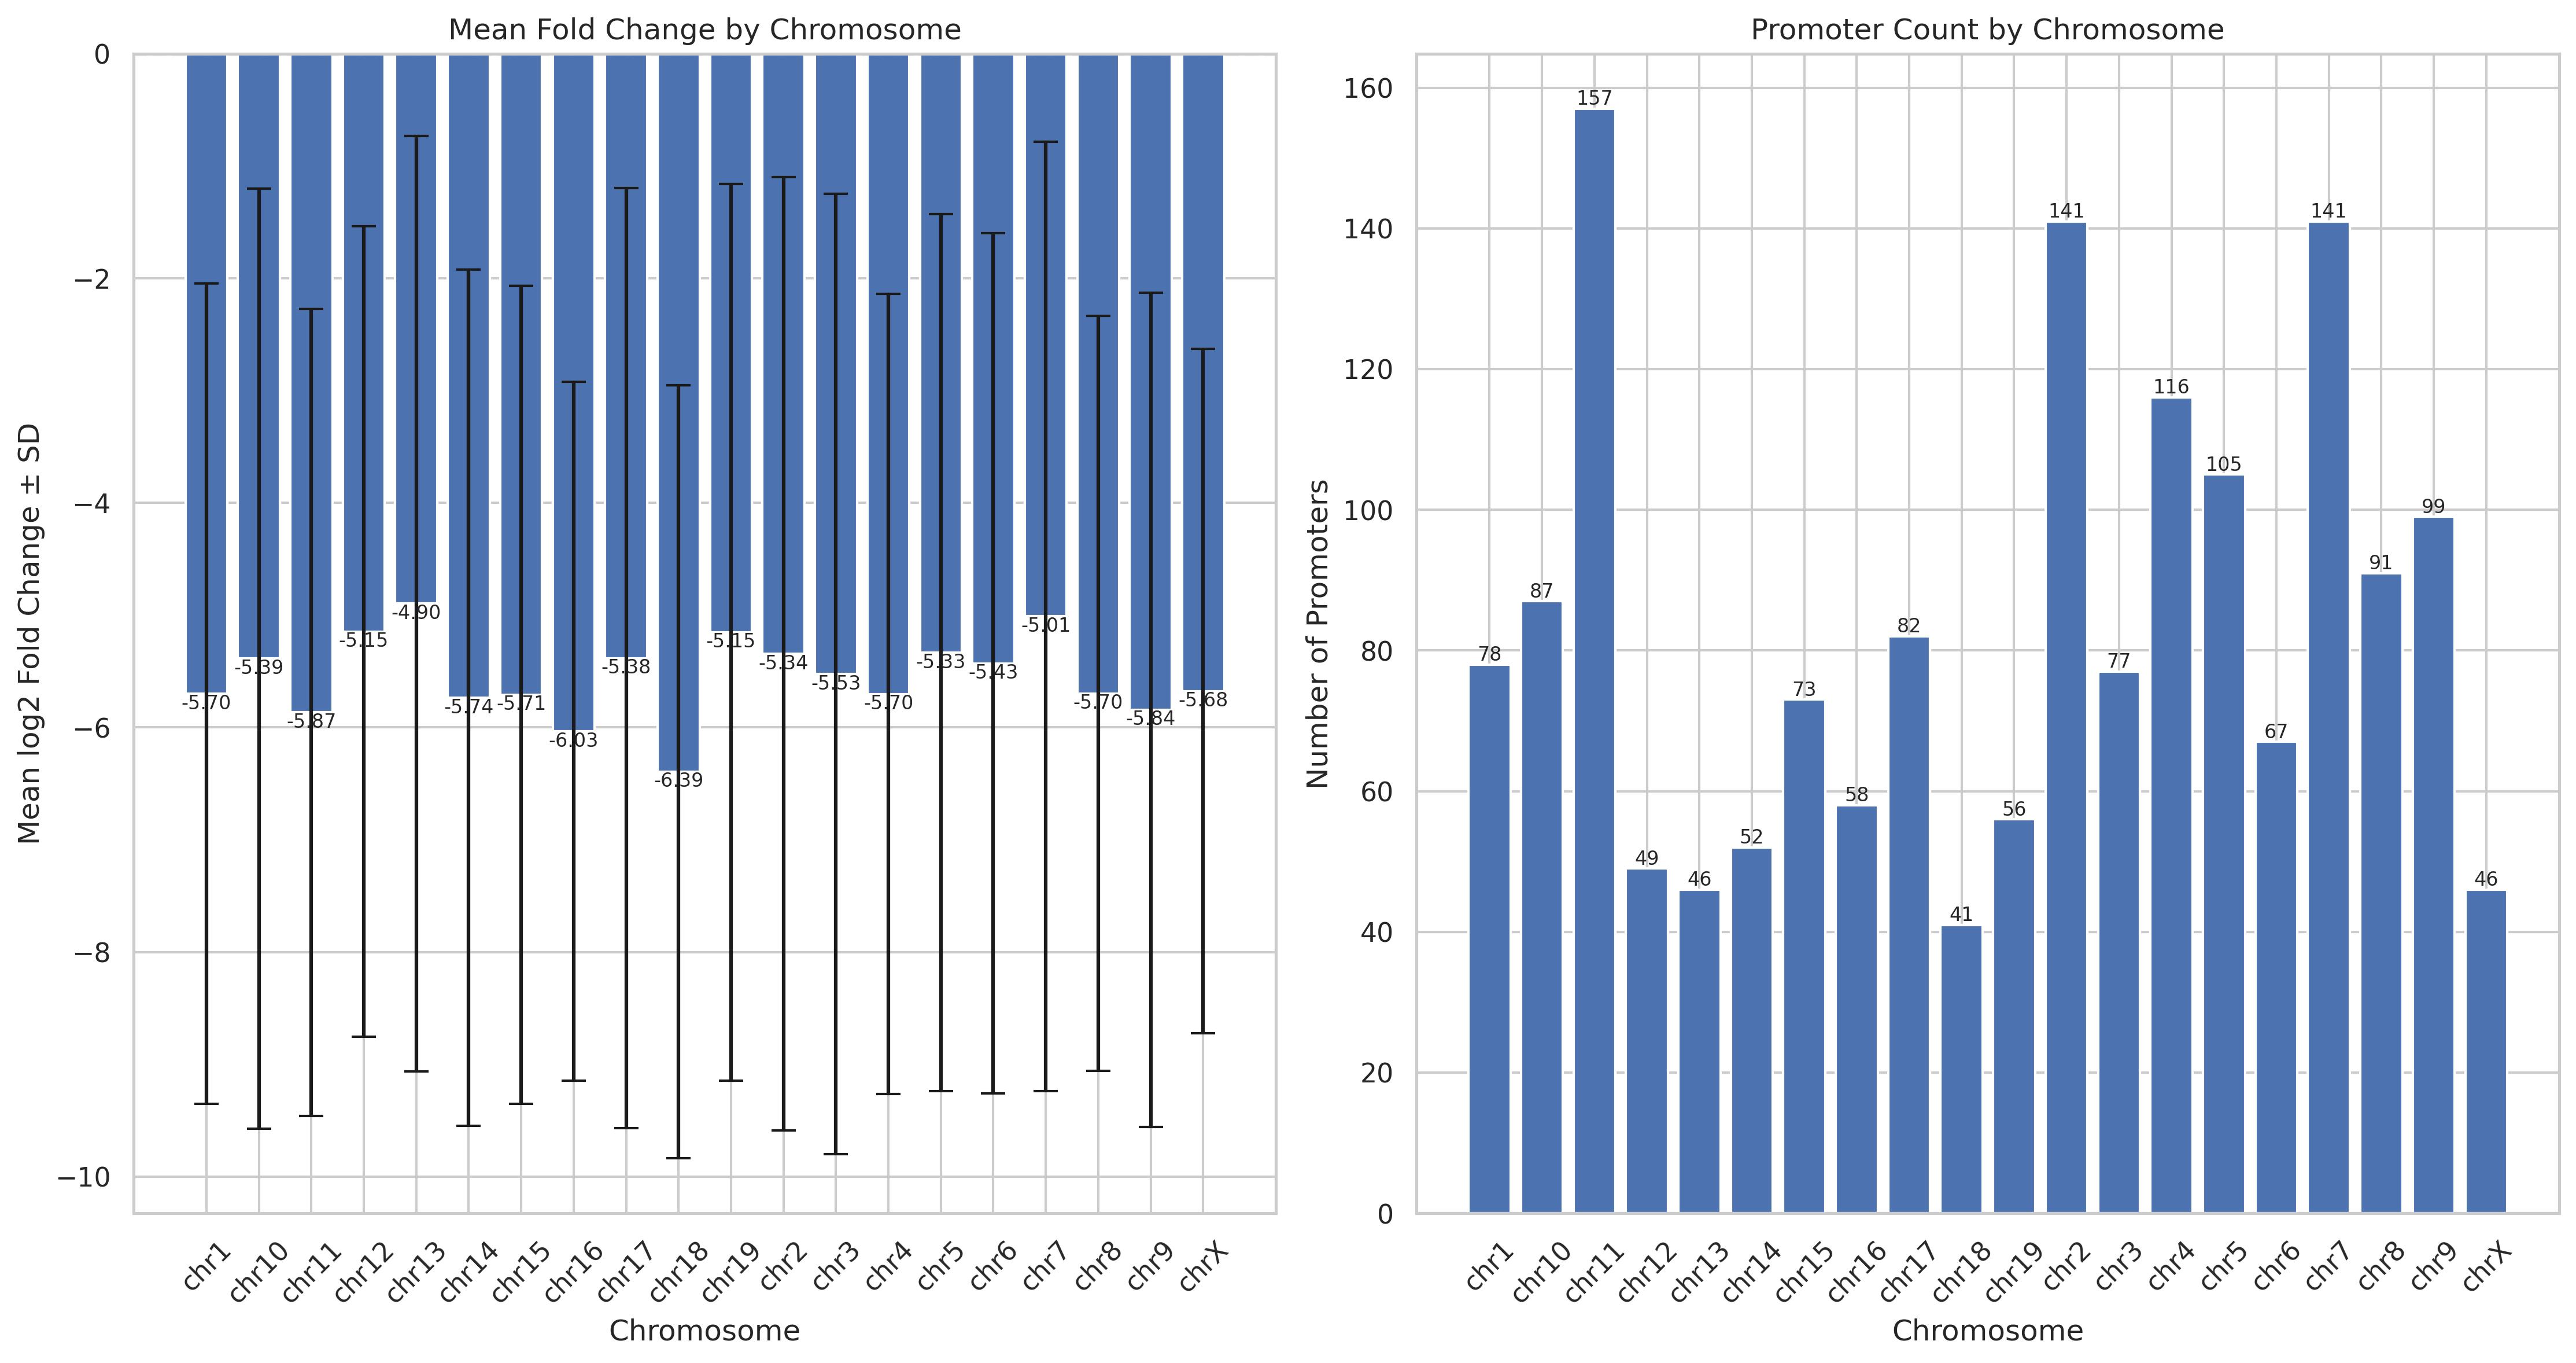 Mean Fold Change by Chromosome
Mean log2 Fold Change ± SD
0
−2
−4
−6
−8
−10
-5.70
-5.39
-5.87
-5.15
-4.90
-5.74
-5.71
-6.03
-5.38
-6.39
-5.15
-5.34
-5.53
-5.70
-5.33
-5.43
-5.01
-5.70
-5.84
-5.68
chr1
chr10
chr11
chr12
chr13
chr14
chr15
chr16
chr17
chr18
chr19
chr2
chr3
chr4
chr5
chr6
chr7
chr8
chr9
chrX
Chromosome
Promoter Count by Chromosome
Number of Promoters
160
140
120
100
80
60
40
20
0
78
87
157
49
46
52
73
58
82
41
56
141
77
116
105
67
141
91
99
46
chr1
chr10
chr11
chr12
chr13
chr14
chr15
chr16
chr17
chr18
chr19
chr2
chr3
chr4
chr5
chr6
chr7
chr8
chr9
chrX
Chromosome